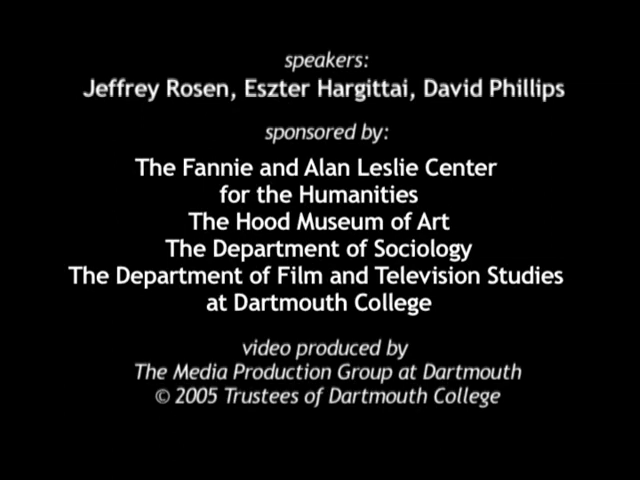 speakers:
Jeffrey Rosen, Eszter Hargittai, David Phillips
sponsored by:
The Fannie and Alan Leslie Center
for the Humanities
The Hood Museum of Art
The Department of Sociology
The Department of Film and Television Studies
at Dartmouth College
video produced by
The Media Production Group at Dartmouth
© 2005 Trustees of Dartmouth College